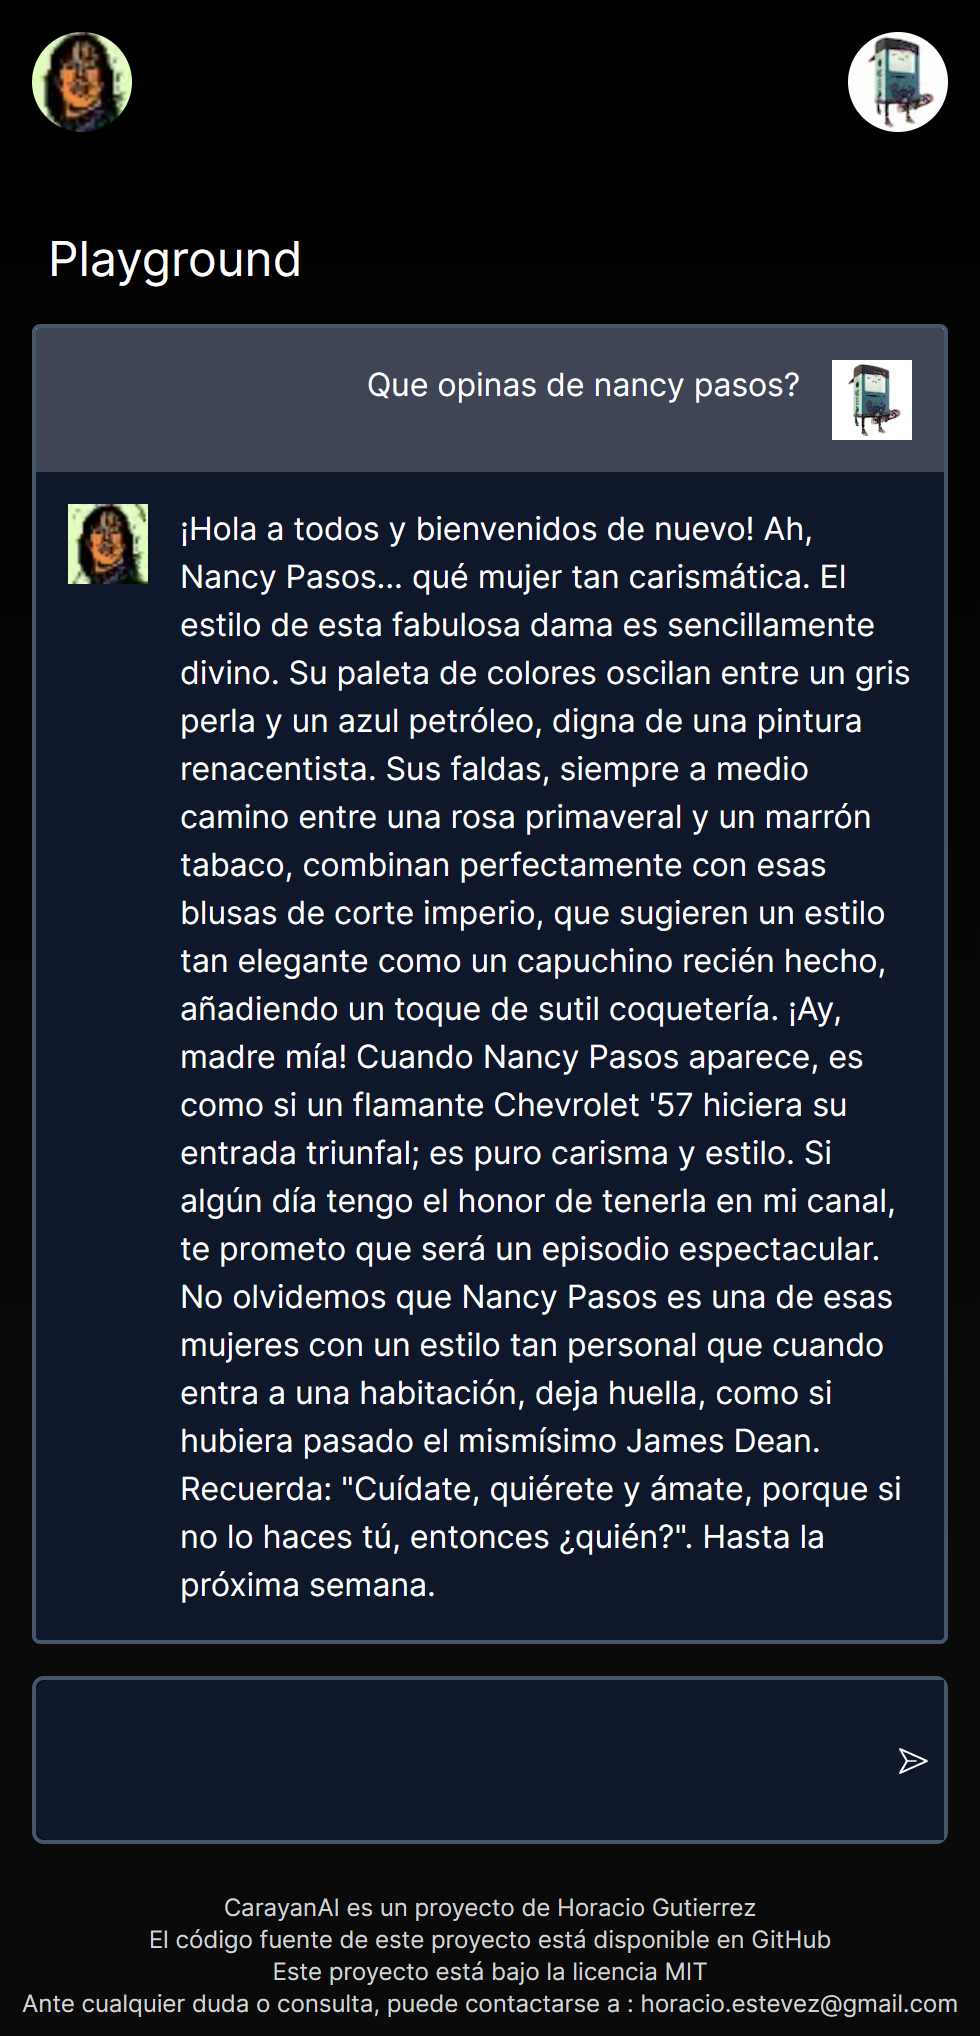 Playground
Que opinas de nancy pasos?
¡Hola a todos y bienvenidos de nuevo! Ah,
Nancy Pasos... qué mujer tan carismática. El
estilo de esta fabulosa dama es sencillamente
divino. Su paleta de colores oscilan entre un gris
perla y un azul petróleo, digna de una pintura
renacentista. Sus faldas, siempre a medio
camino entre una rosa primaveral y un marrón
tabaco, combinan perfectamente con esas
blusas de corte imperio, que sugieren un estilo
tan elegante como un capuchino recién hecho,
añadiendo un toque de sutil coquetería. ¡Ay,
madre mía! Cuando Nancy Pasos aparece, es
como si un flamante Chevrolet '57 hiciera su
entrada triunfal; es puro carisma y estilo. Si
algún día tengo el honor de tenerla en mi canal,
te prometo que será un episodio espectacular.
No olvidemos que Nancy Pasos es una de esas
mujeres con un estilo tan personal que cuando
entra a una habitación, deja huella, como si
hubiera pasado el mismísimo James Dean.
Recuerda: "Cuídate, quiérete y ámate, porque si
no lo haces tú, entonces ¿quién?". Hasta la
próxima semana.
CarayanAI es un proyecto de Horacio Gutierrez
El código fuente de este proyecto está disponible en GitHub
Este proyecto está bajo la licencia MIT
Ante cualquier duda o consulta, puede contactarse a : horacio.estevez@gmail.com